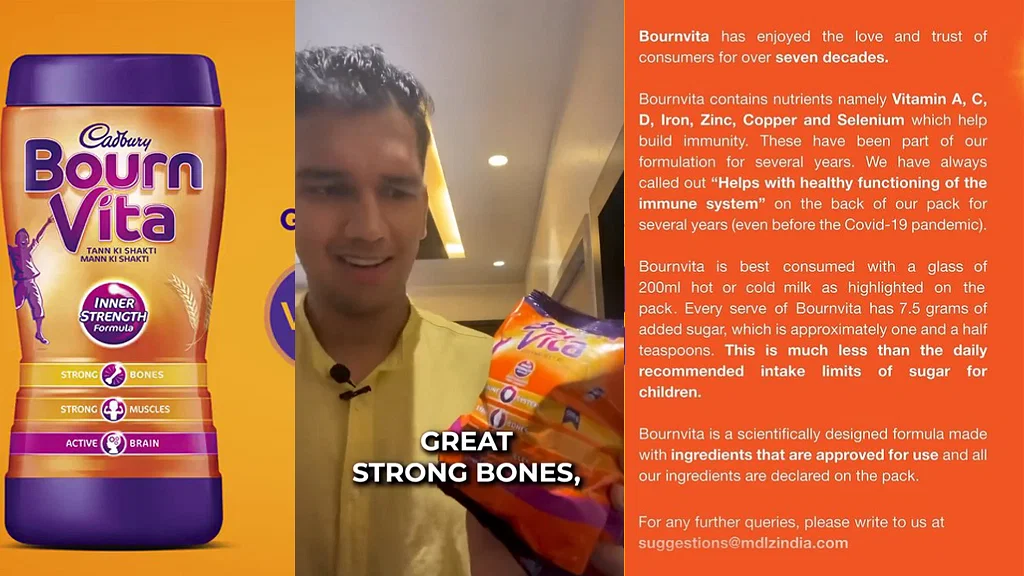 Cadbury
Bourn
Vita
TANN KI SHAKTI
MANN KI SHAKTI
INNER
STRENGTH
Formula
STRONG BONES
STRONG MUSCLES
ACTIVE BRAIN
G
Vita
GREAT
STRONG BONES,
Bournvita has enjoyed the love and trust of
consumers for over seven decades.
Bournvita contains nutrients namely Vitamin A, C,
D, Iron, Zinc, Copper and Selenium which help
build immunity. These have been part of our
formulation for several years. We have always
called out “Helps with healthy functioning of the
immune system” on the back of our pack for
several years (even before the Covid-19 pandemic).
Bournvita is best consumed with a glass of
200ml hot or cold milk as highlighted on the
pack. Every serve of Bournvita has 7.5 grams of
added sugar, which is approximately one and a half
teaspoons. This is much less than the daily
recommended intake limits of sugar for
children.
Bournvita is a scientifically designed formula made
with ingredients that are approved for use and all
our ingredients are declared on the pack.
For any further queries, please write to us at
suggestions@mdlzindia.com